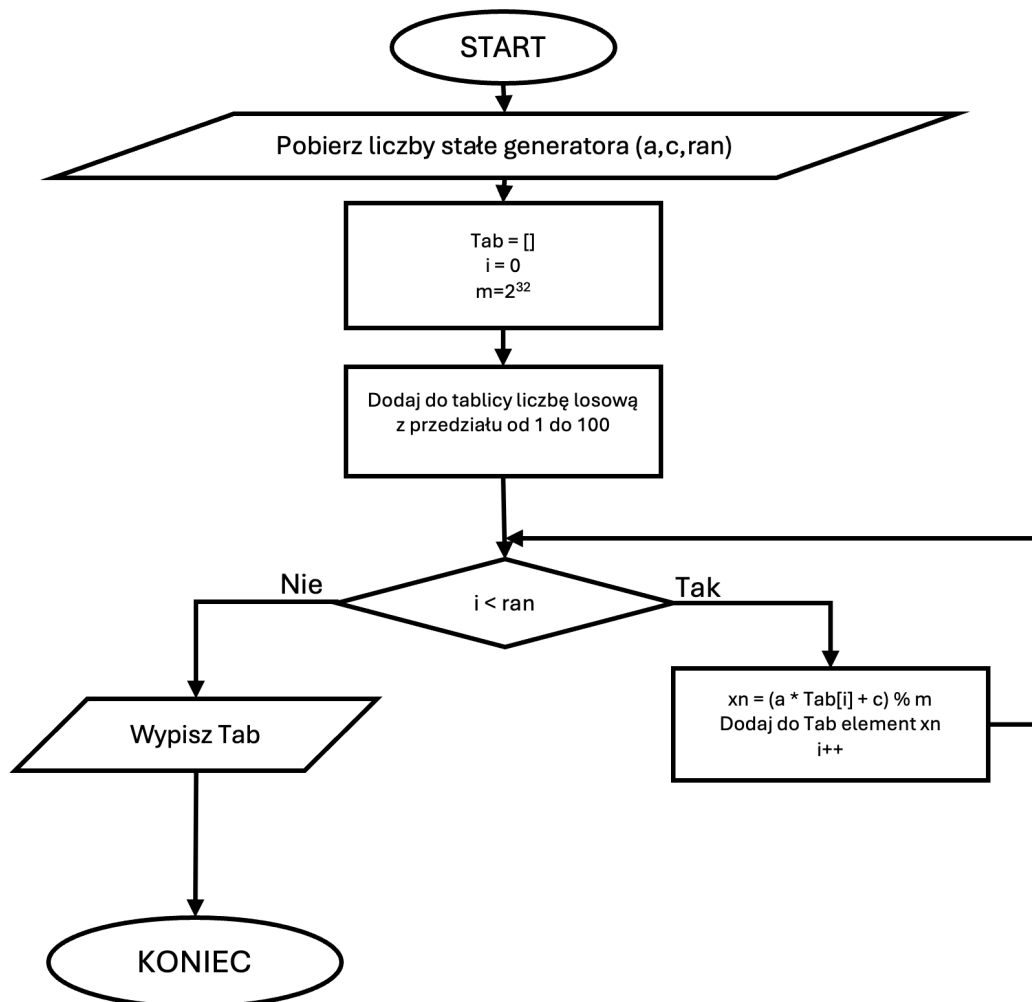 START
Pobierz liczby stałe generatora (a,c,ran)
Tab = []
i = 0
m=2³²
Dodaj do tablicy liczbę losową
z przedziału od 1 do 100
Nie
i < ran
Tak
xn = (a * Tab[i] + c) % m
Dodaj do Tab element xn
i++
Wypisz Tab
KONIEC